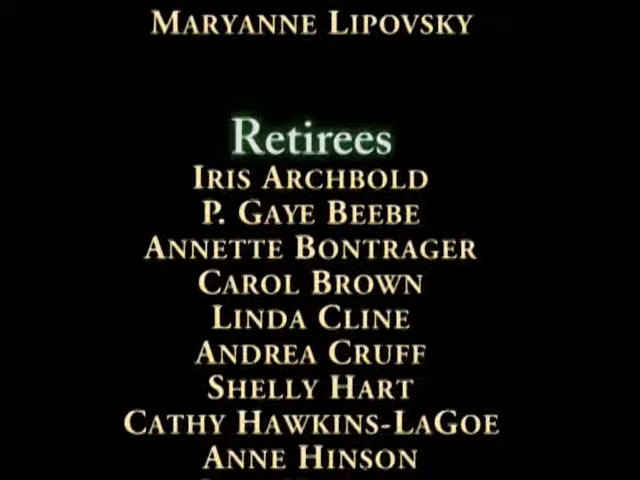 MARYANNE LIPOVSKY
Retirees
IRIS ARCHBOLD
P. GAYE BEEBE
ANNETTE BONTRAGER
CAROL BROWN
LINDA CLINE
ANDREA CRUFF
SHELLY HART
CATHY HAWKINS-LAGOE
ANNE HINSON